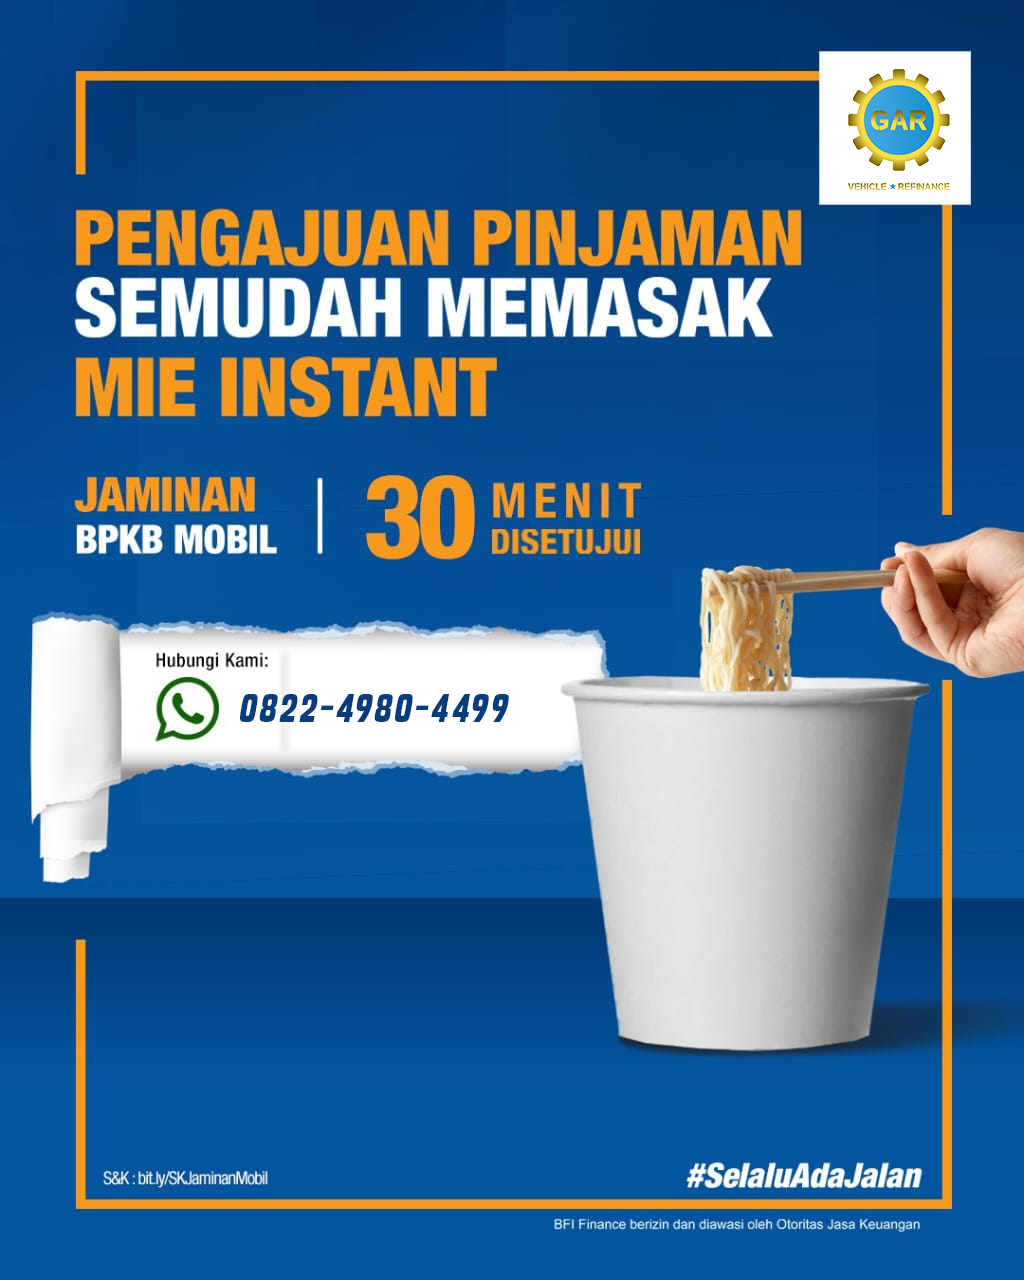 GAR
VEHICLE ★ REFINANCE
PENGAJUAN PINJAMAN
SEMUDAH MEMASAK
MIE INSTANT
JAMINAN
BPKB MOBIL
30 MENIT
DISETUJUI
Hubungi Kami:
0822-4980-4499
S&K : bit.ly/SKJaminanMobil
#SelaluAdaJalan
BFI Finance berizin dan diawasi oleh Otoritas Jasa Keuangan